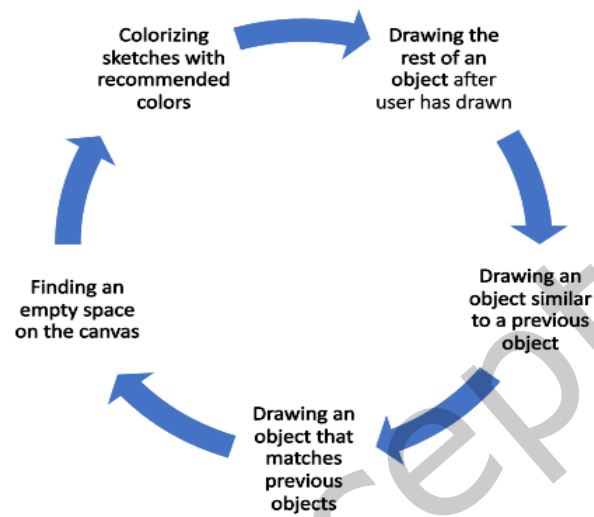 Colorizing
sketches with
recommended
colors
Drawing the
rest of an
object after
user has drawn
Drawing an
object similar
to a previous
object
Drawing an
object that
matches
previous
objects
Finding an
empty space
on the canvas
cept